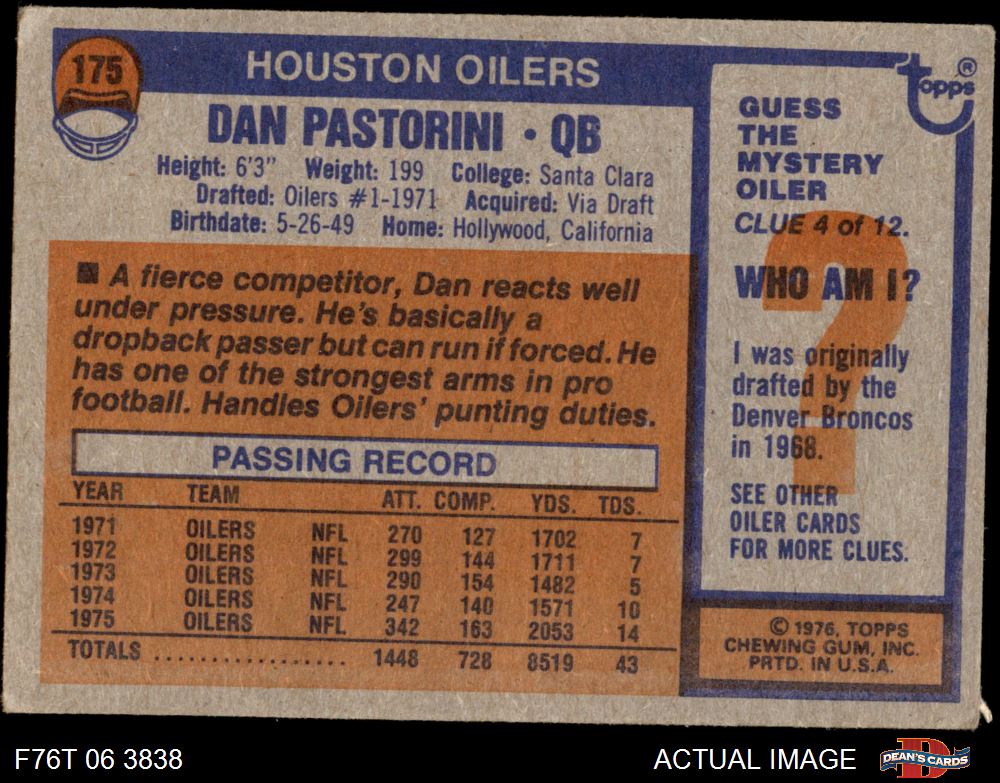 175
HOUSTON OILERS
DAN PASTORINI • QB
Height: 6'3" Weight: 199 College: Santa Clara
Drafted: Oilers #1-1971 Acquired: Via Draft
Birthdate: 5-26-49 Home: Hollywood, California
■ A fierce competitor, Dan reacts well
under pressure. He's basically a
dropback passer but can run if forced. He
has one of the strongest arms in pro
football. Handles Oilers' punting duties.
PASSING RECORD
YEAR TEAM ATT. COMP. YDS. TDS.
1971 OILERS NFL 270 127 1702 7
1972 OILERS NFL 299 144 1711 7
1973 OILERS NFL 290 154 1482 5
1974 OILERS NFL 247 140 1571 10
1975 OILERS NFL 342 163 2053 14
TOTALS ................. 1448 728 8519 43
Topps ®
GUESS
THE
MYSTERY
OILER
CLUE 4 of 12.
?
WHO AM I?
I was originally
drafted by the
Denver Broncos
in 1968.
SEE OTHER
OILER CARDS
FOR MORE CLUES.
© 1976, TOPPS
CHEWING GUM, INC.
PRTD. IN U.S.A.
F76T 06 3838
ACTUAL IMAGE
DEAN'S CARDS